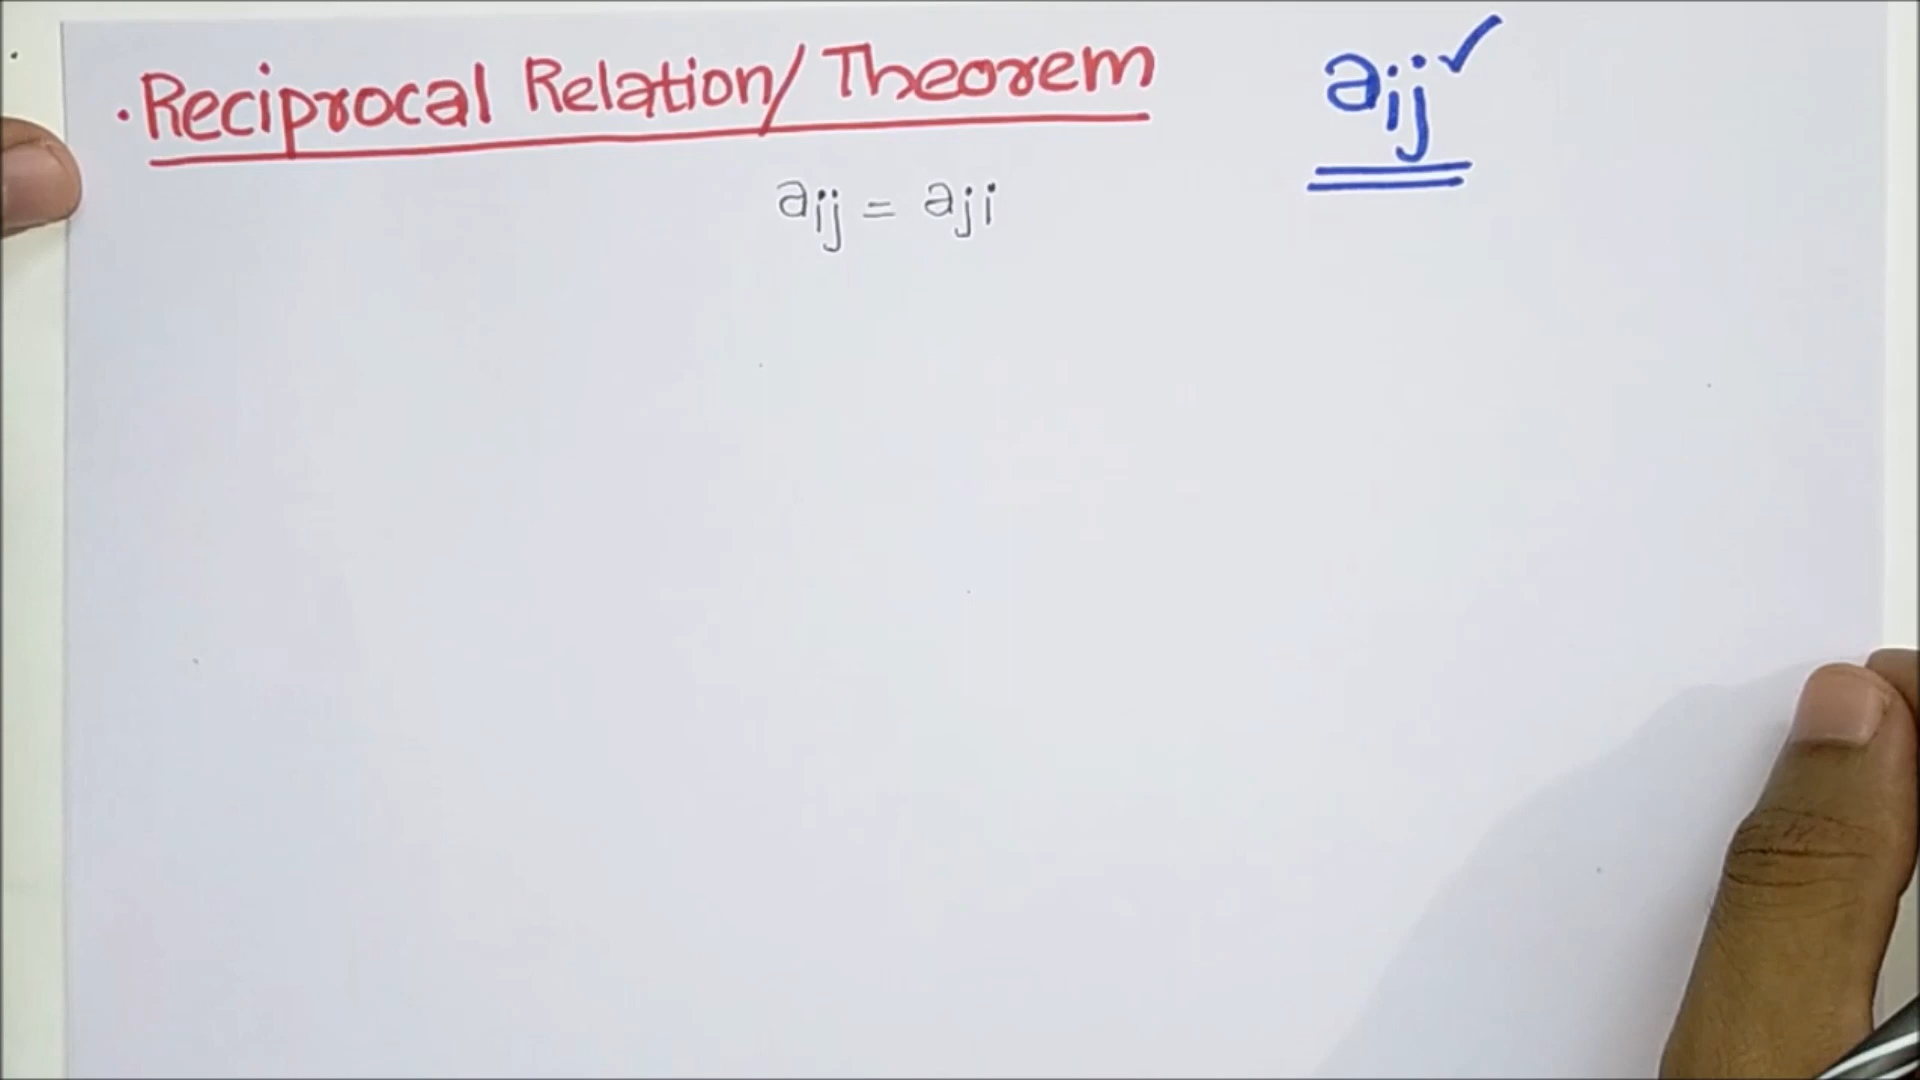 · Reciprocal Relation/Theorem
aij ✓
aij = aji